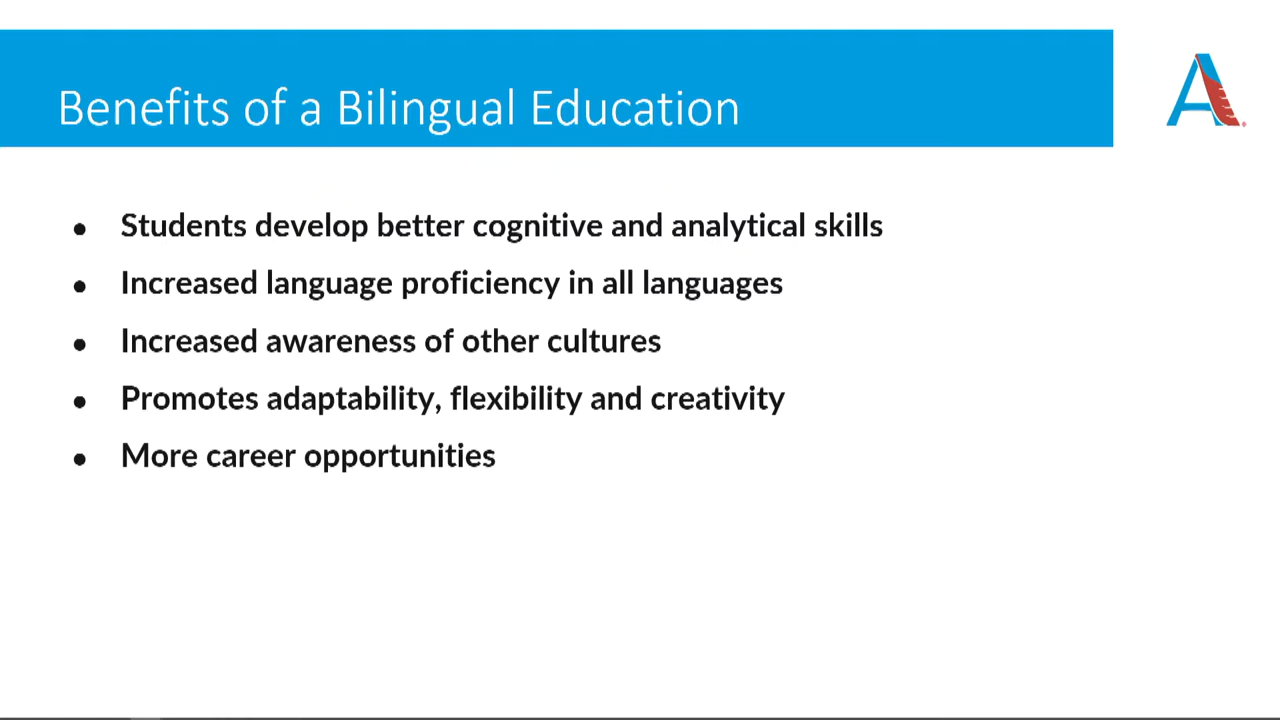 Benefits of a Bilingual Education
A
• Students develop better cognitive and analytical skills
• Increased language proficiency in all languages
• Increased awareness of other cultures
• Promotes adaptability, flexibility and creativity
• More career opportunities